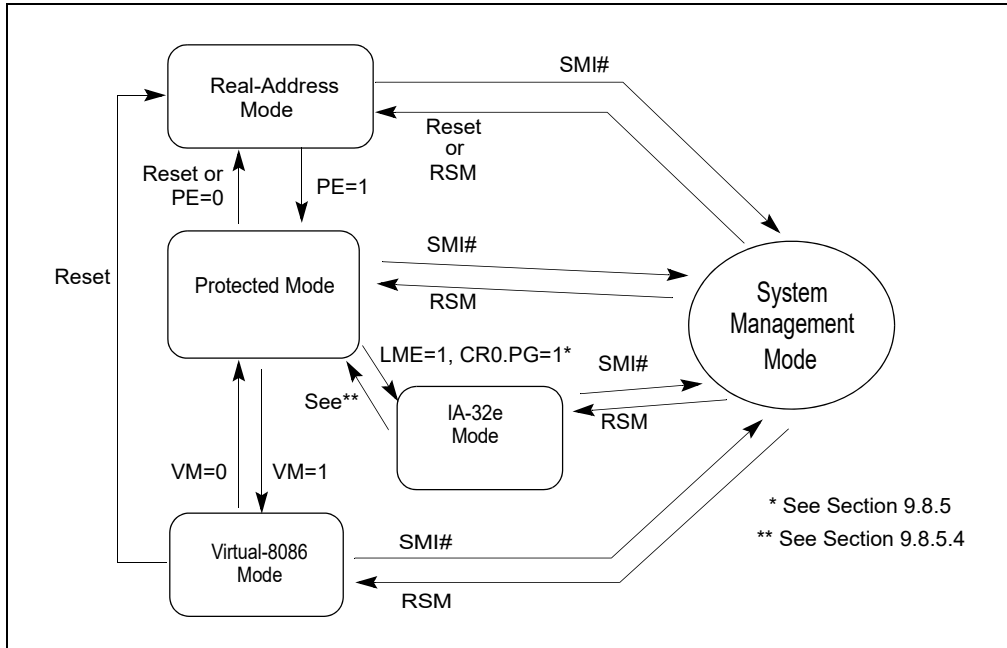 Real-Address
Mode
SMI#
Reset
or
RSM
Reset or
PE=0
PE=1
Reset
Protected Mode
SMI#
RSM
System
Management
Mode
LME=1, CR0.PG=1*
See**
IA-32e
Mode
SMI#
RSM
VM=0
VM=1
* See Section 9.8.5
** See Section 9.8.5.4
Virtual-8086
Mode
SMI#
RSM